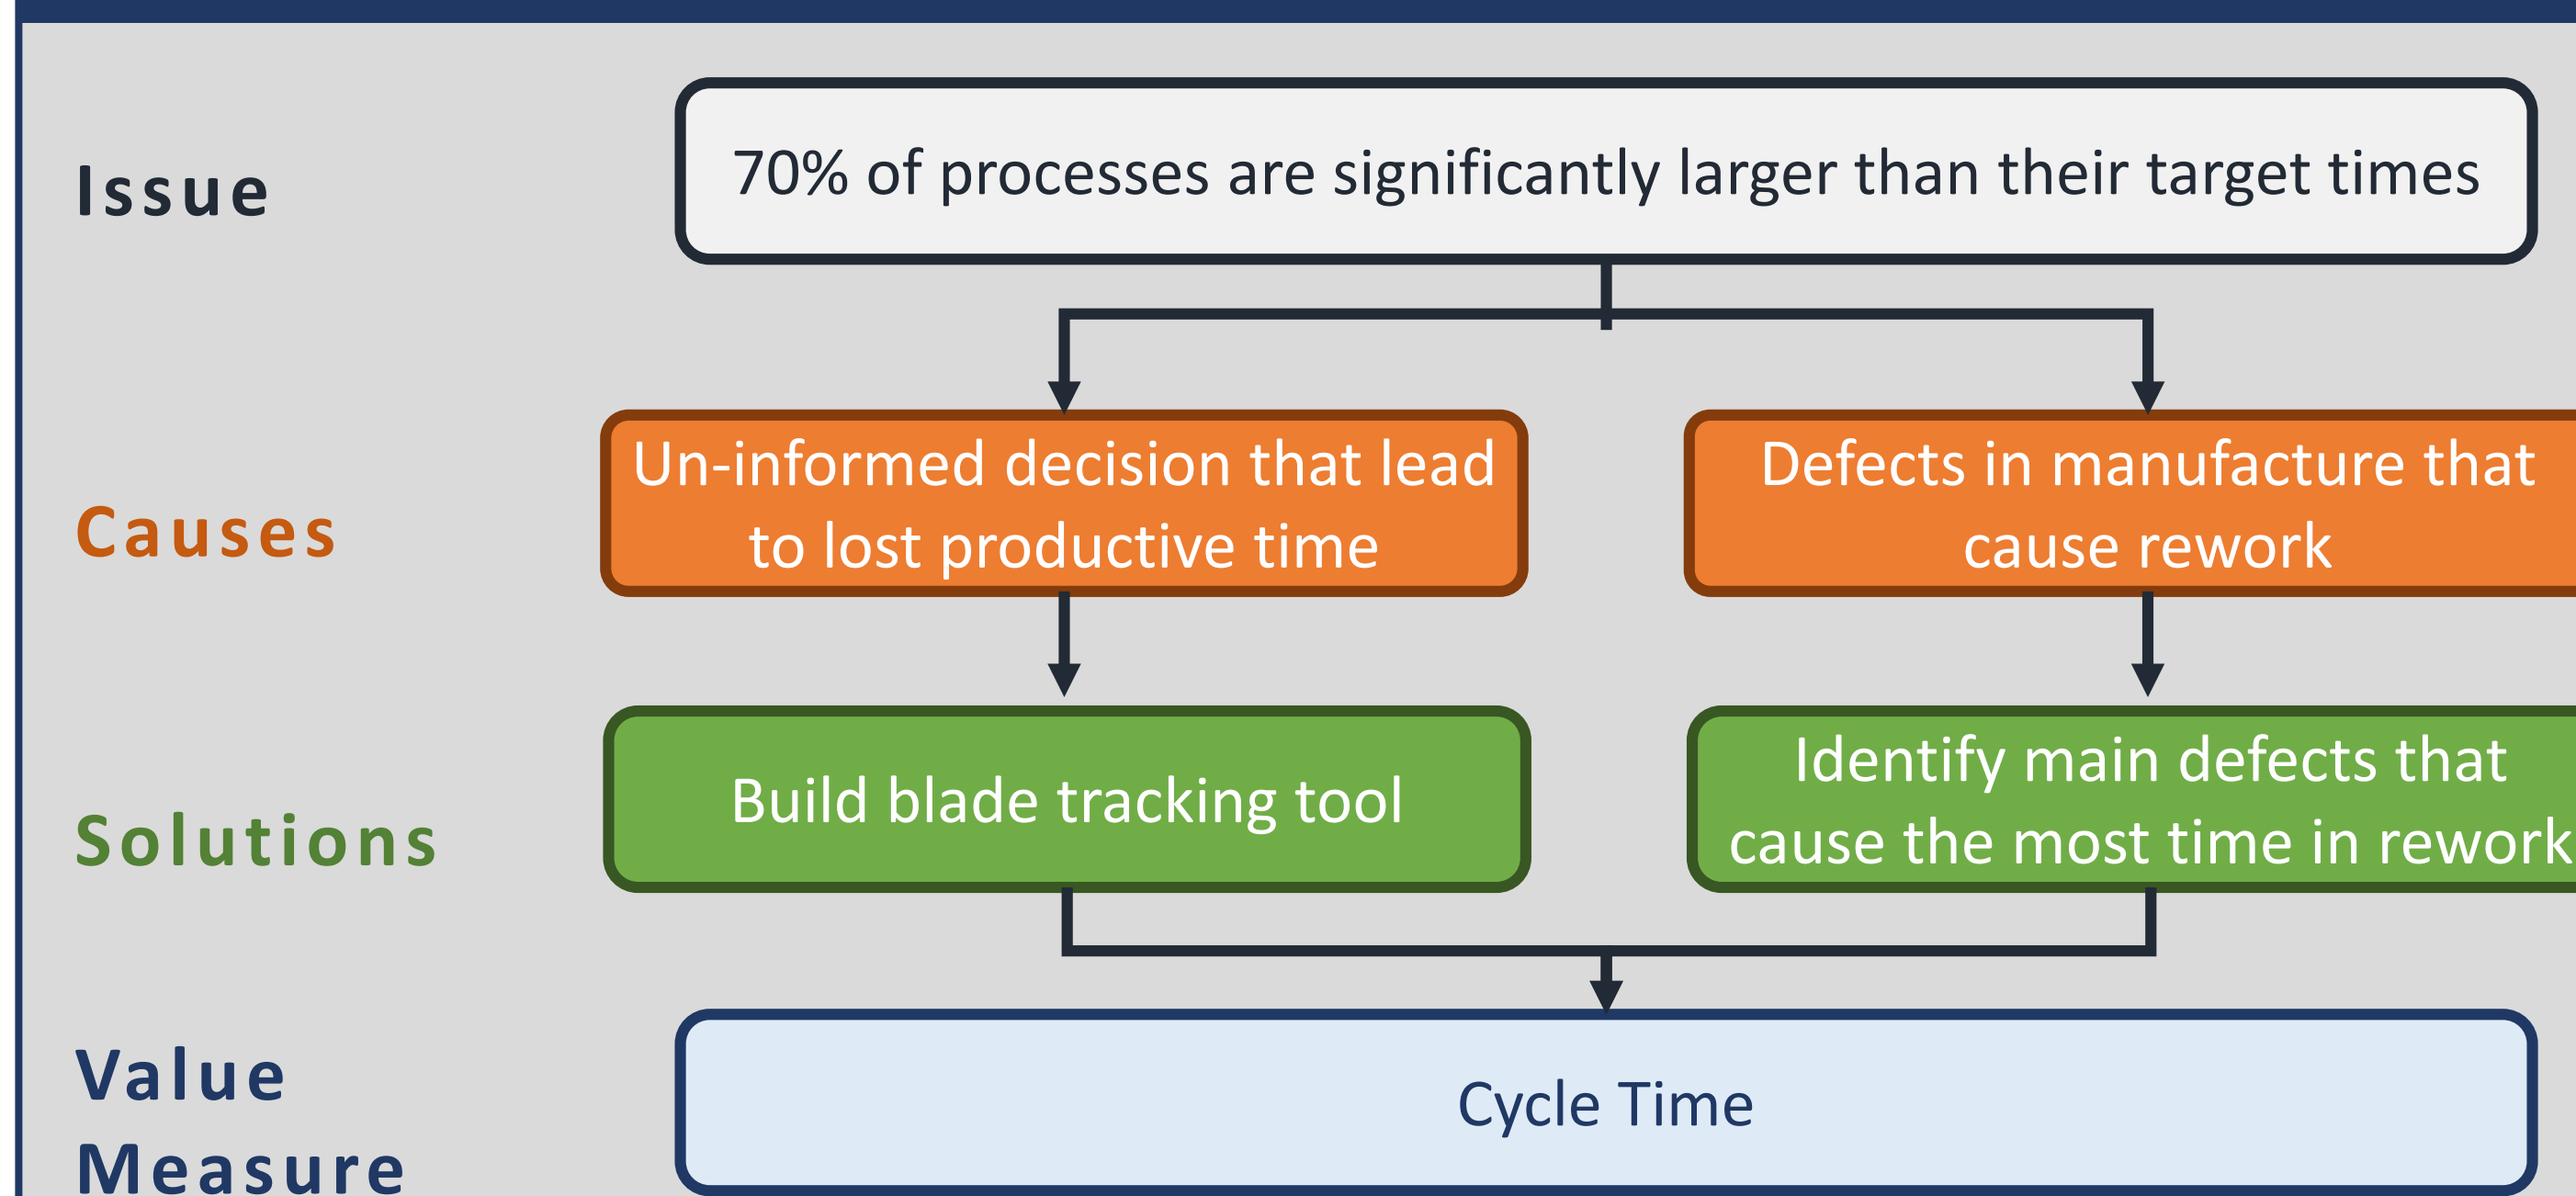 Issue
70% of processes are significantly larger than their target times
Causes
Un-informed decision that lead
to lost productive time
Defects in manufacture that
cause rework
Solutions
Build blade tracking tool
Identify main defects that
cause the most time in rework
Value
Measure
Cycle Time